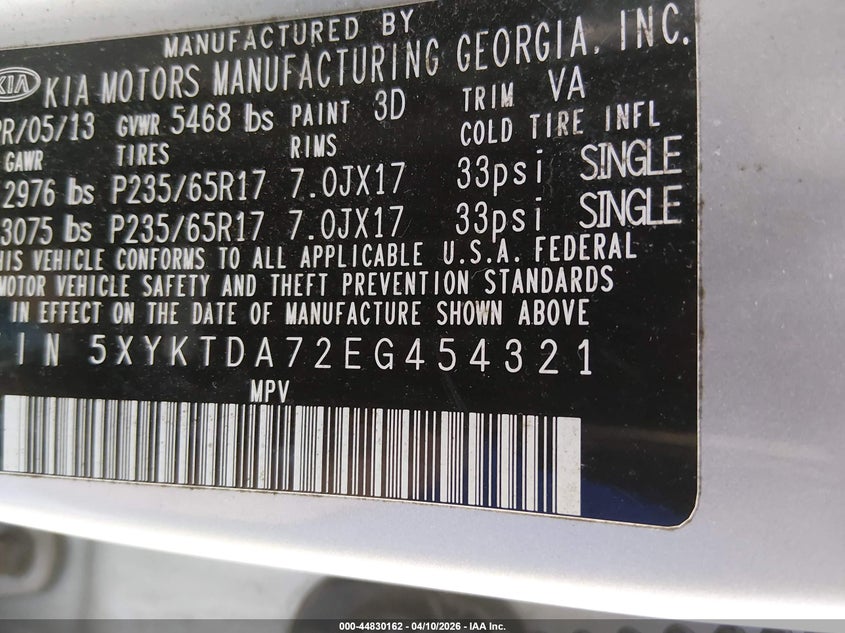 MANUFACTURED BY
KIA KIA MOTORS MANUFACTURING GEORGIA, INC.
PR/05/13 GVWR 5468 lbs PAINT 3D TRIM VA
GAWR TIRES RIMS COLD TIRE INFL
2976 lbs P235/65R17 7.0JX17 33psi SINGLE
3075 lbs P235/65R17 7.0JX17 33psi SINGLE
HIS VEHICLE CONFORMS TO ALL APPLICABLE U.S.A. FEDERAL
MOTOR VEHICLE SAFETY AND THEFT PREVENTION STANDARDS
IN EFFECT ON THE DATE OF MANUFACTURE SHOWN ABOVE
IN 5XYKTDA72EG454321
MPV
000-44830162 - 04/10/2026 - IAA Inc.